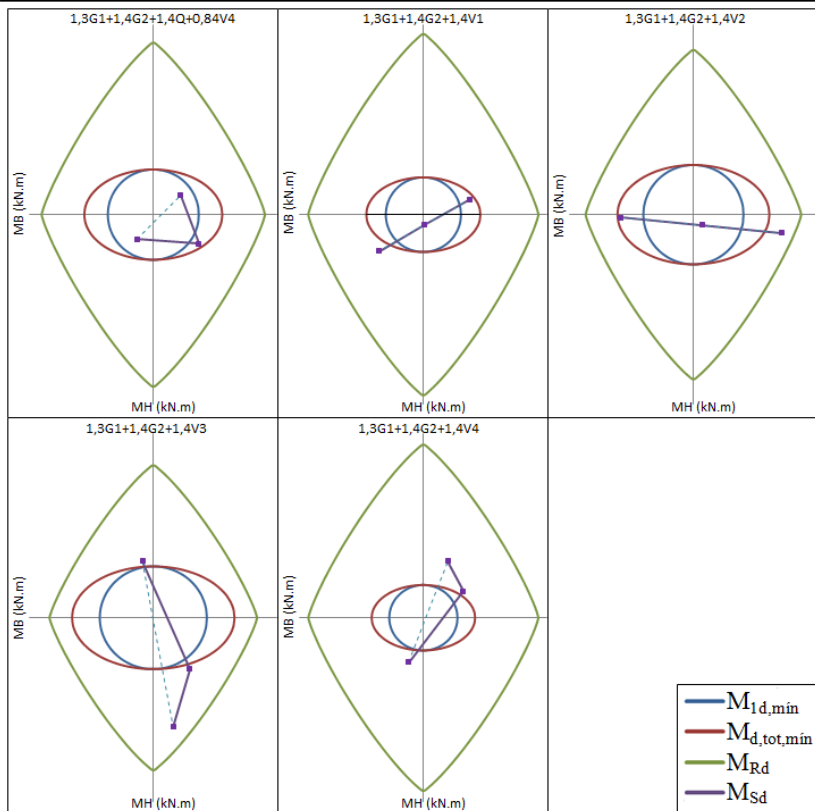 1,3G1+1,4G2+1,4Q+0,84V4
MB (kN.m)
MH (kN.m)
1,3G1+1,4G2+1,4V1
MB (kN.m)
MH (kN.m)
1,3G1+1,4G2+1,4V2
MB (kN.m)
MH (kN.m)
1,3G1+1,4G2+1,4V3
MB (kN.m)
MH (kN.m)
1,3G1+1,4G2+1,4V4
MB (kN.m)
MH (kN.m)
M1d,mín
Md,tot,mín
MRd
MSd